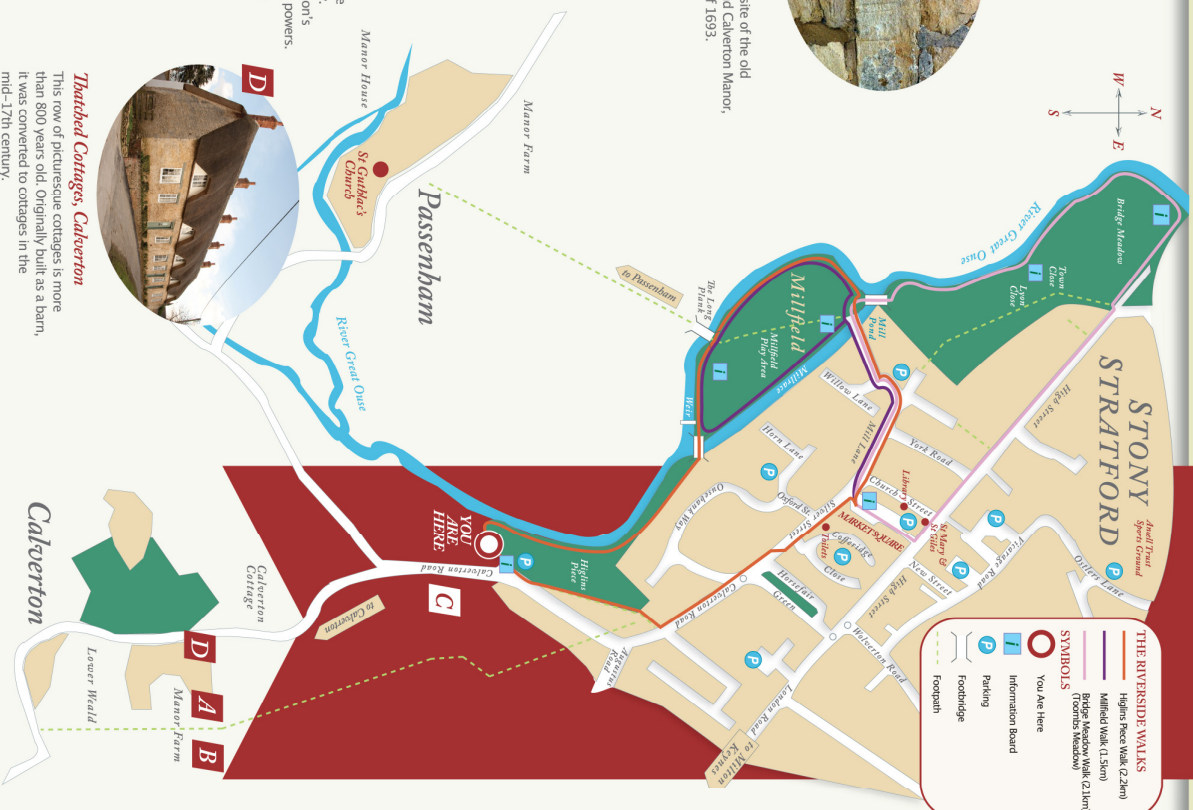 site of the old
d Calverton Manor,
f 1693.
e
on's
powers.
D
Thatched Cottages, Calverton
This row of picturesque cottages is more
than 800 years old. Originally built as a barn,
it was converted to cottages in the
mid–17th century.
N
W
E
S
Manor House
Manor Farm
St Guthlac's
Church
Passenham
to Passenham
The Long
Plank
River Great Ouse
River Great Ouse
Bridge Meadow
i
Town
Close
i
Lyon
Close
Mill
Pond
Millfield
i
Millfield
Play Area
i
Millrace
Weir
STONY
STRATFORD
Ansell Trust
Sports Ground
High Street
P
Willow Lane
Mill Lane
York Road
Horn Lane
P
Church Street
Library
St Mary &
St Giles
P
i
MARKET SQUARE
Oxford St.
Silver Street
Toilets
Cofferidge
Close
P
Ousebank Way
P
Vicarage Road
P
New Street
High Street
Ostlers Lane
P
Horsefair
Green
Calverton Road
Wolverton Road
P
London Road
to Milton
Keynes
Augustus
Road
Higlins
Piece
P
i
YOU
ARE
HERE
Calverton Road
C
to Calverton
Calverton
Cottage
Calverton
D
A
B
Manor Farm
Lower Weald
THE RIVERSIDE WALKS
Higlins Piece Walk (2.2km)
Millfield Walk (1.5km)
Bridge Meadow Walk (2.1km)
(Toombs Meadow)
SYMBOLS
You Are Here
i Information Board
P Parking
Footbridge
Footpath